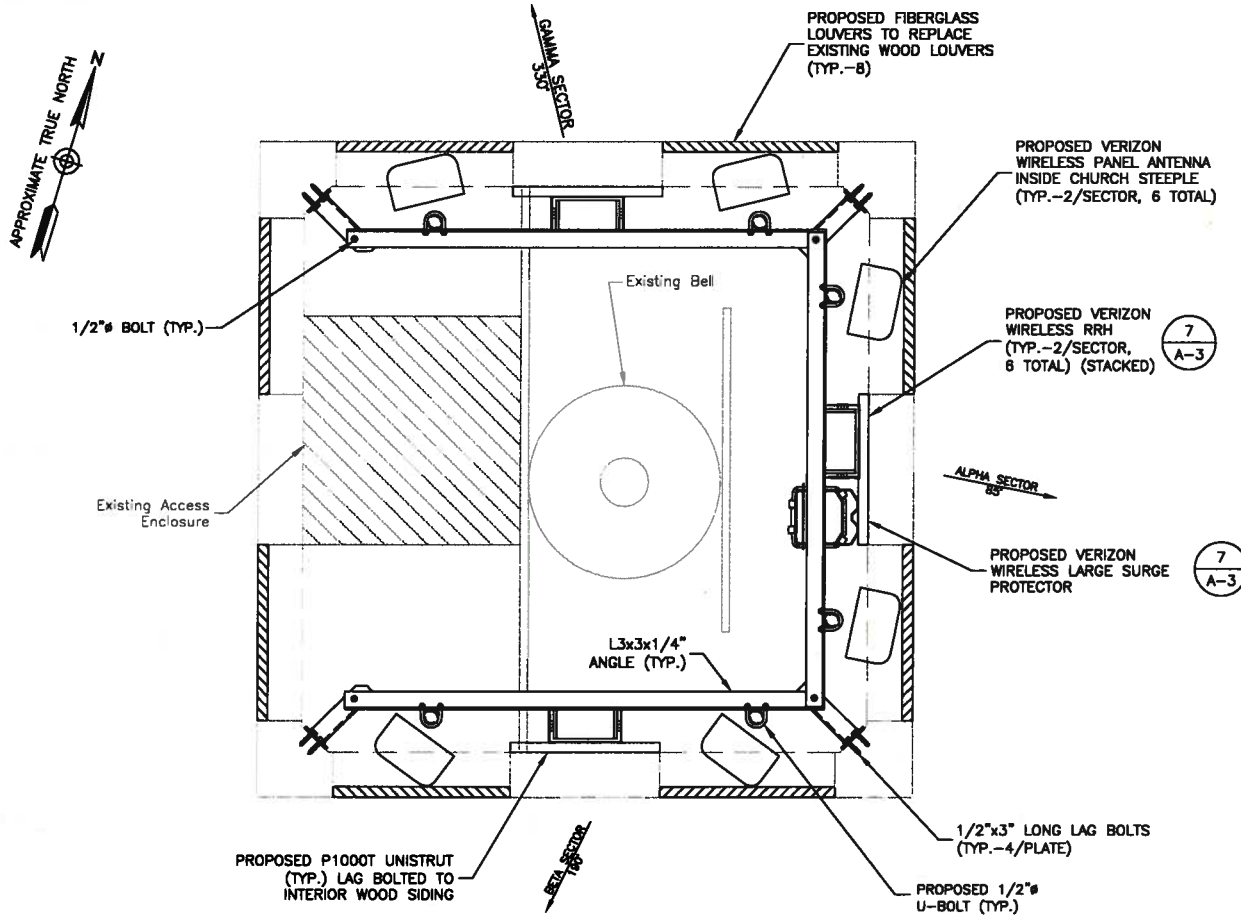 PROPOSED FIBERGLASS
LOUVERS TO REPLACE
EXISTING WOOD LOUVERS
(TYP.-8)
GAMMA SECTOR
330°
APPROXIMATE TRUE NORTH
N
PROPOSED VERIZON
WIRELESS PANEL ANTENNA
INSIDE CHURCH STEEPLE
(TYP.-2/SECTOR, 6 TOTAL)
Existing Bell
1/2"ø BOLT (TYP.)
PROPOSED VERIZON
WIRELESS RRH
(TYP.-2/SECTOR,
6 TOTAL) (STACKED)
7
A-3
ALPHA SECTOR
85°
Existing Access
Enclosure
PROPOSED VERIZON
WIRELESS LARGE SURGE
PROTECTOR
7
A-3
L3x3x1/4"
ANGLE (TYP.)
1/2"x3" LONG LAG BOLTS
(TYP.-4/PLATE)
PROPOSED P1000T UNISTRUT
(TYP.) LAG BOLTED TO
INTERIOR WOOD SIDING
BETA SECTOR
PROPOSED 1/2"ø
U-BOLT (TYP.)